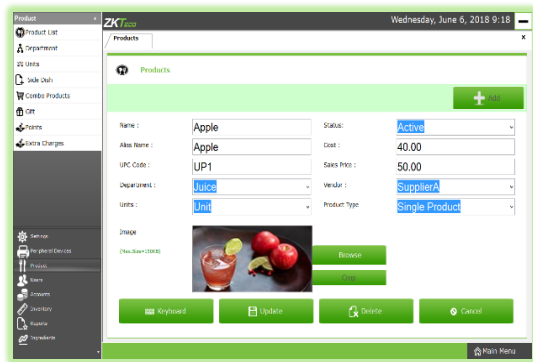 Product
ZKTeco
Wednesday, June 6, 2018 9:18
Product List
Department
Units
Side Dish
Combo Products
Gift
Points
Extra Charges
Products
x
Products
Add
Name :
Apple
Status:
Active
Alias Name :
Apple
Cost :
40.00
UPC Code :
UP1
Sales Price :
50.00
Department :
Juice
Vendor :
SupplierA
Units :
Unit
Product Type
Single Product
Image
Browse
Crop
Settings
Peripheral Devices
Product
Users
Accounts
Inventory
Reports
Ingredients
Keyboard
Update
Delete
Cancel
Main Menu